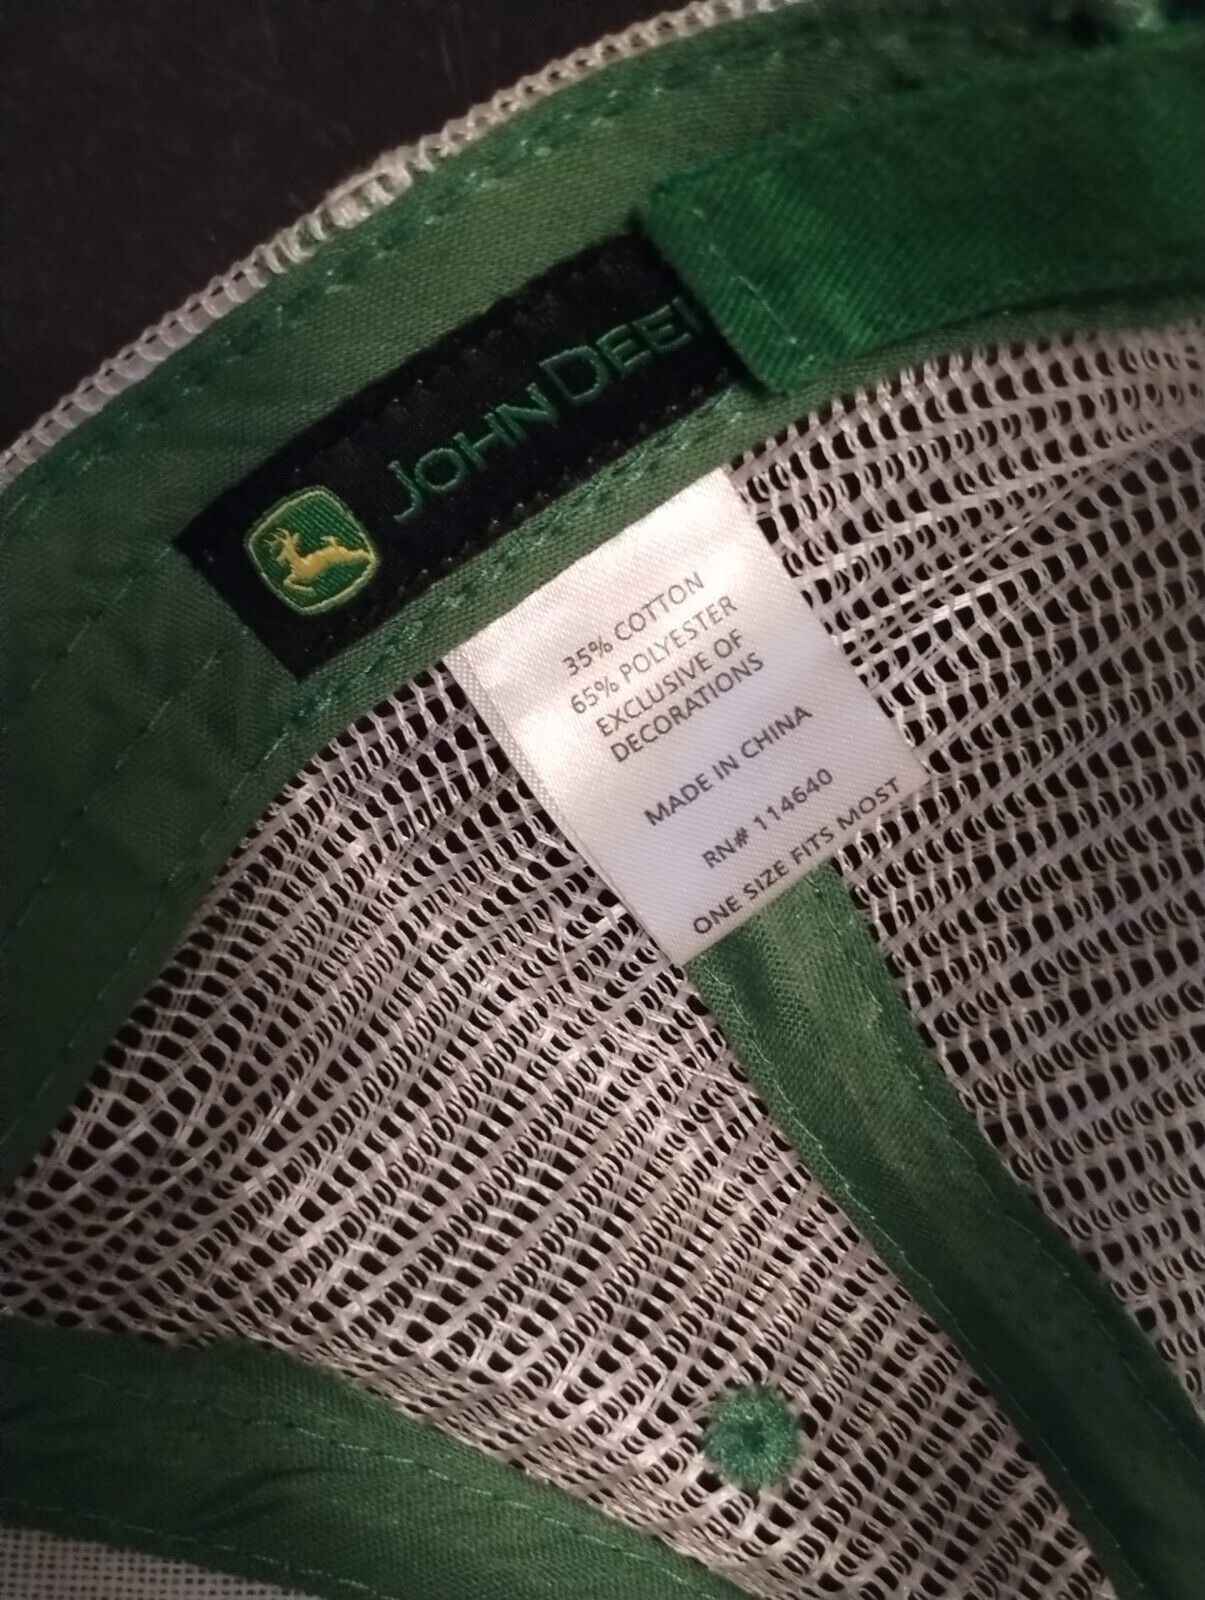 JOHN DEE
35% COTTON
65% POLYESTER
EXCLUSIVE OF
DECORATIONS
MADE IN CHINA
RN# 114640
ONE SIZE FITS MOST